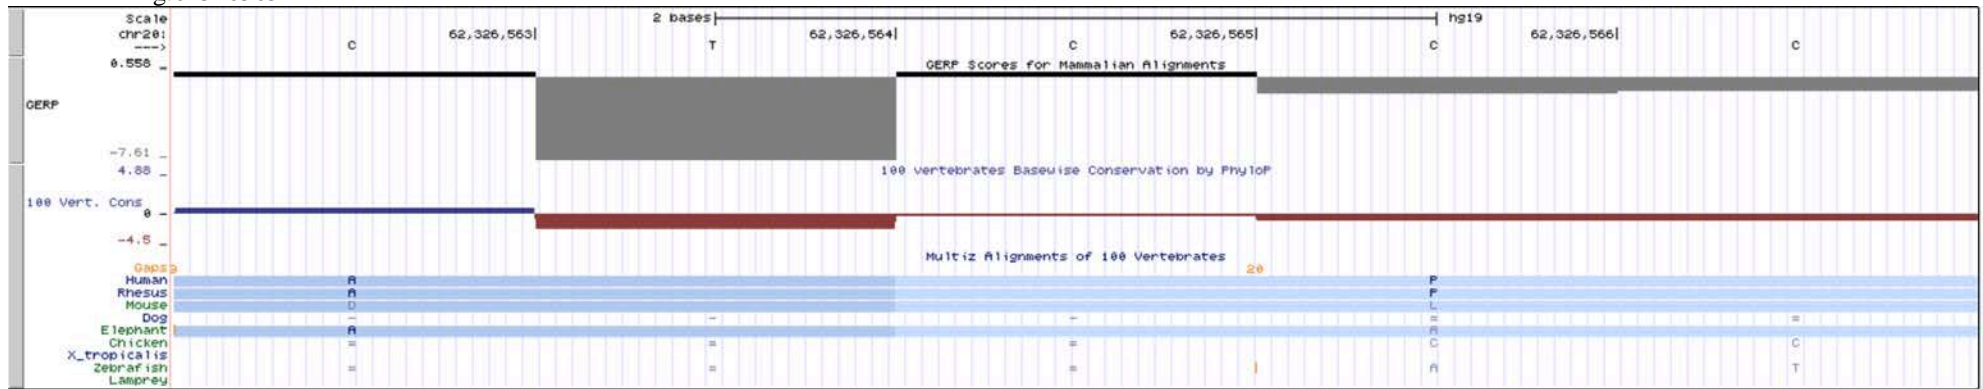 Scale 2 bases hg19
chr20: 62,326,563| 62,326,564| 62,326,565| 62,326,566|
---> C T C C C
0.558 _ GERP Scores for Mammalian Alignments
GERP
-7.61 _
4.88 _ 100 vertebrates Basewise Conservation by PhyloP
100 Vert. Cons
0 -
-4.5 _
Multiz Alignments of 100 Vertebrates
Gaps 20
Human A P
Rhesus A P
Mouse D L
Dog - - - = =
Elephant A A
Chicken = = = C C
X_tropicalis
Zebrafish = = = A T
Lamprey